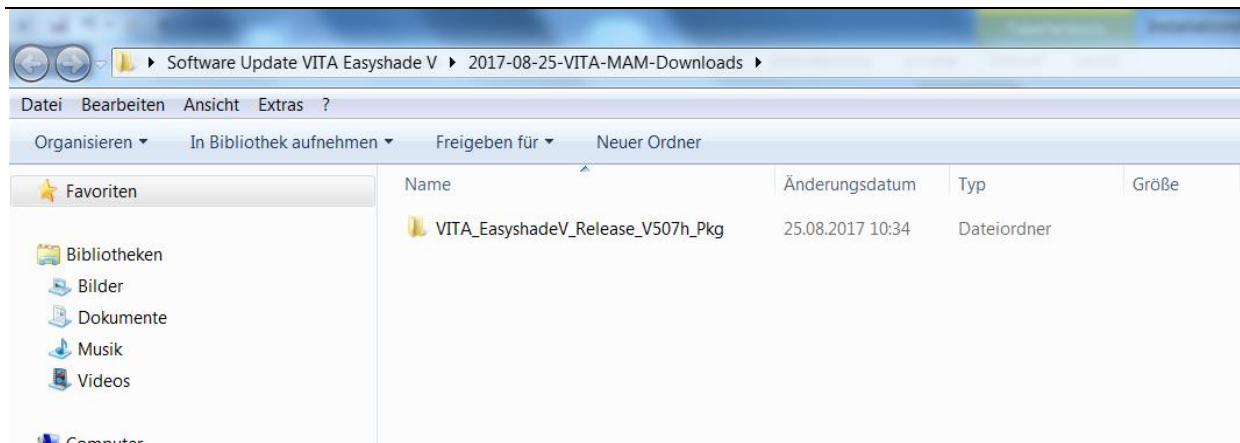 Software Update VITA Easyshade V 2017-08-25-VITA-MAM-Downloads
Datei Bearbeiten Ansicht Extras ?
Organisieren In Bibliothek aufnehmen Freigeben für Neuer Ordner
Favoriten
Name Änderungsdatum Typ Größe
VITA_EasyshadeV_Release_V507h_Pkg 25.08.2017 10:34 Dateiordner
Bibliotheken
Bilder
Dokumente
Musik
Videos
Computer